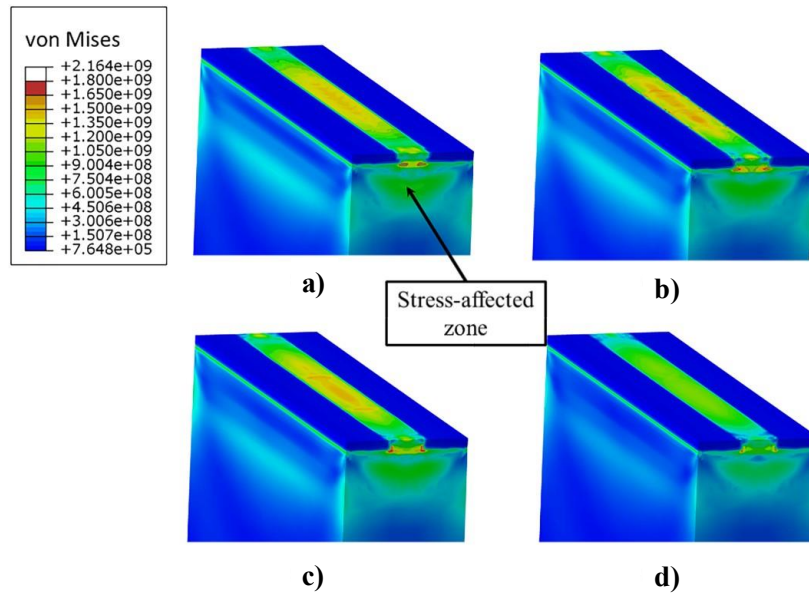 von Mises
+2.164e+09
+1.800e+09
+1.650e+09
+1.500e+09
+1.350e+09
+1.200e+09
+1.050e+09
+9.004e+08
+7.504e+08
+6.005e+08
+4.506e+08
+3.006e+08
+1.507e+08
+7.648e+05
a)
b)
Stress-affected
zone
c)
d)